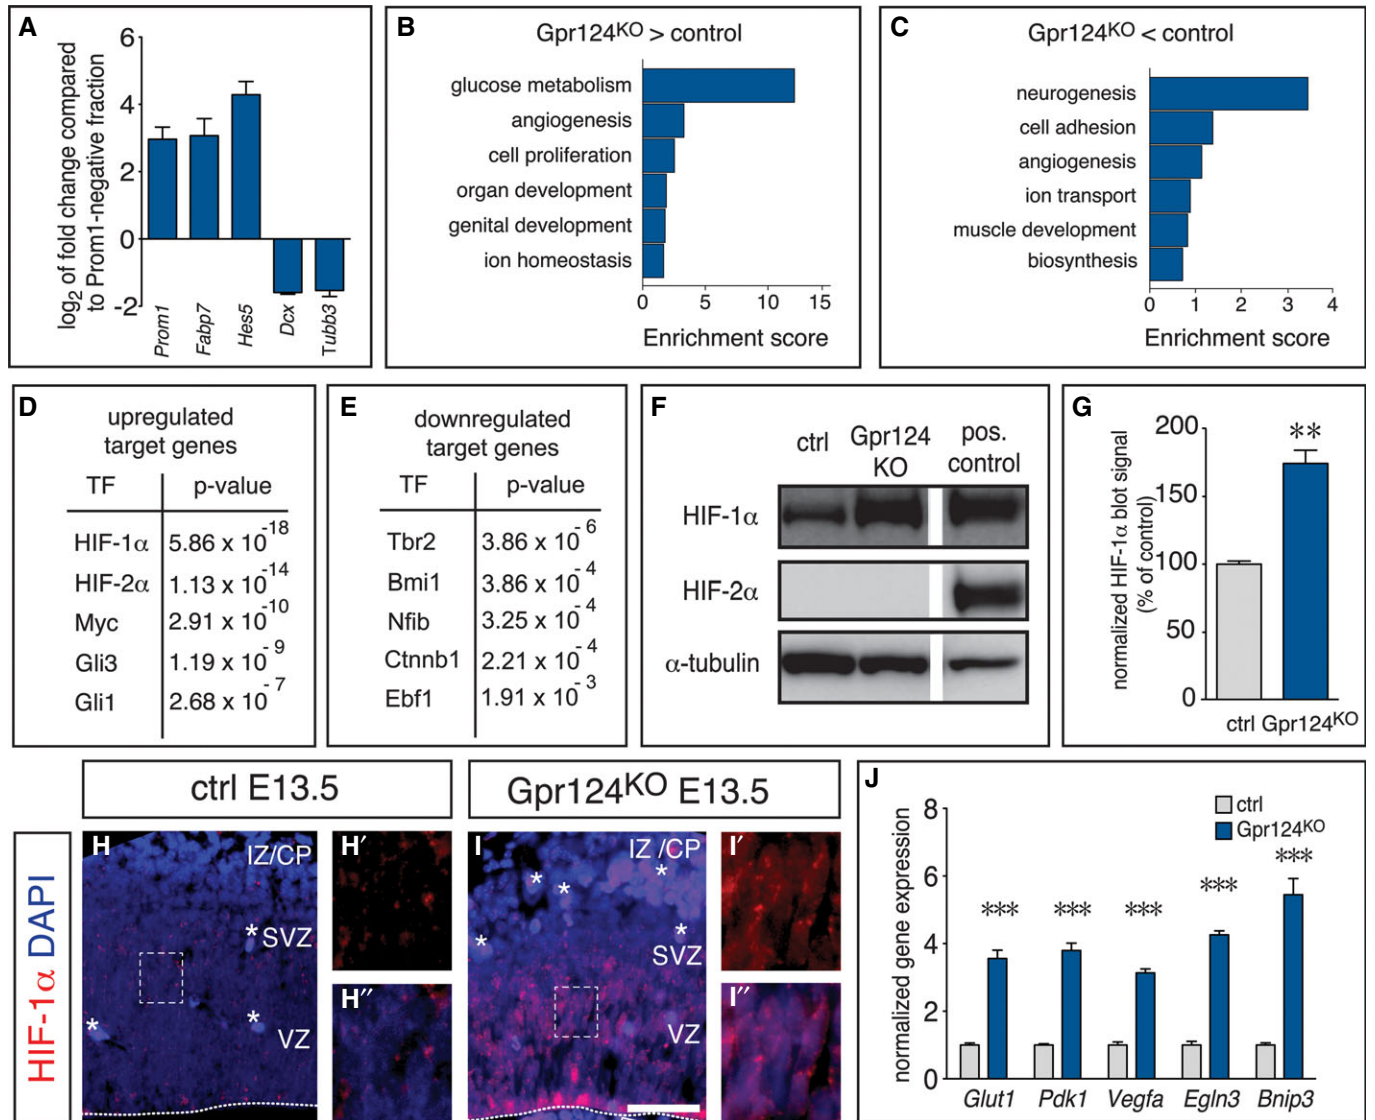 A
log2 of fold change compared
to Prom1-negative fraction
6
4
2
0
-2
Prom1
Fabp7
Hes5
Dcx
Tubb3
B
Gpr124KO > control
glucose metabolism
angiogenesis
cell proliferation
organ development
genital development
ion homeostasis
0 5 10 15
Enrichment score
C
Gpr124KO < control
neurogenesis
cell adhesion
angiogenesis
ion transport
muscle development
biosynthesis
0 1 2 3 4
Enrichment score
D
upregulated
target genes
TF p-value
HIF-1α 5.86 x 10-18
HIF-2α 1.13 x 10-14
Myc 2.91 x 10-10
Gli3 1.19 x 10-9
Gli1 2.68 x 10-7
E
downregulated
target genes
TF p-value
Tbr2 3.86 x 10-6
Bmi1 3.86 x 10-4
Nfib 3.25 x 10-4
Ctnnb1 2.21 x 10-4
Ebf1 1.91 x 10-3
F
ctrl Gpr124 KO pos. control
HIF-1α
HIF-2α
α-tubulin
G
normalized HIF-1α blot signal
(% of control)
200
150
100
50
0
**
ctrl Gpr124KO
ctrl E13.5
Gpr124KO E13.5
HIF-1α DAPI
H
IZ/CP
* SVZ
*
* VZ
H′
H″
I
IZ /CP
* * *
* *
SVZ
VZ
I′
I″
J
normalized gene expression
8
6
4
2
0
ctrl
Gpr124KO
*** *** *** *** ***
Glut1 Pdk1 Vegfa Egln3 Bnip3